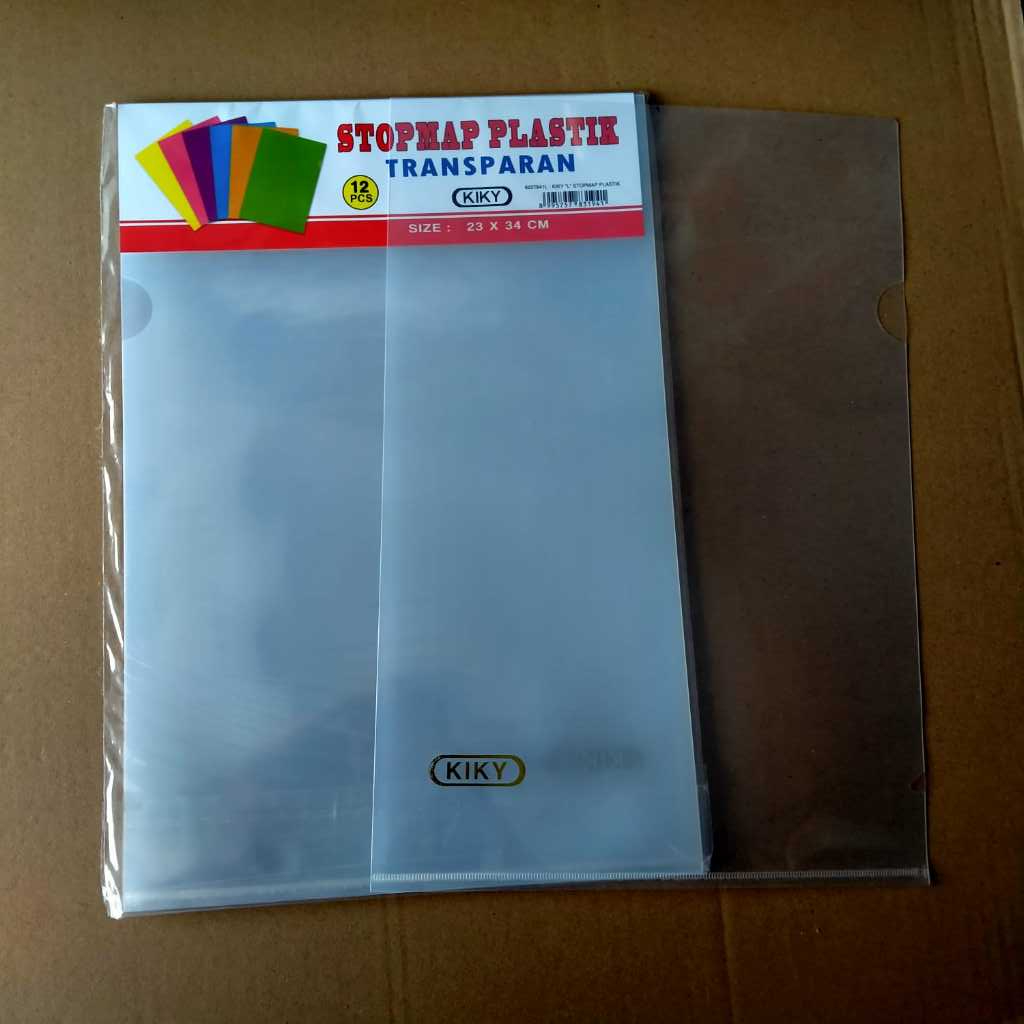 STOPMAP PLASTIK
TRANSPARAN
12
PCS
KIKY
SIZE : 23 X 34 CM
KIKY